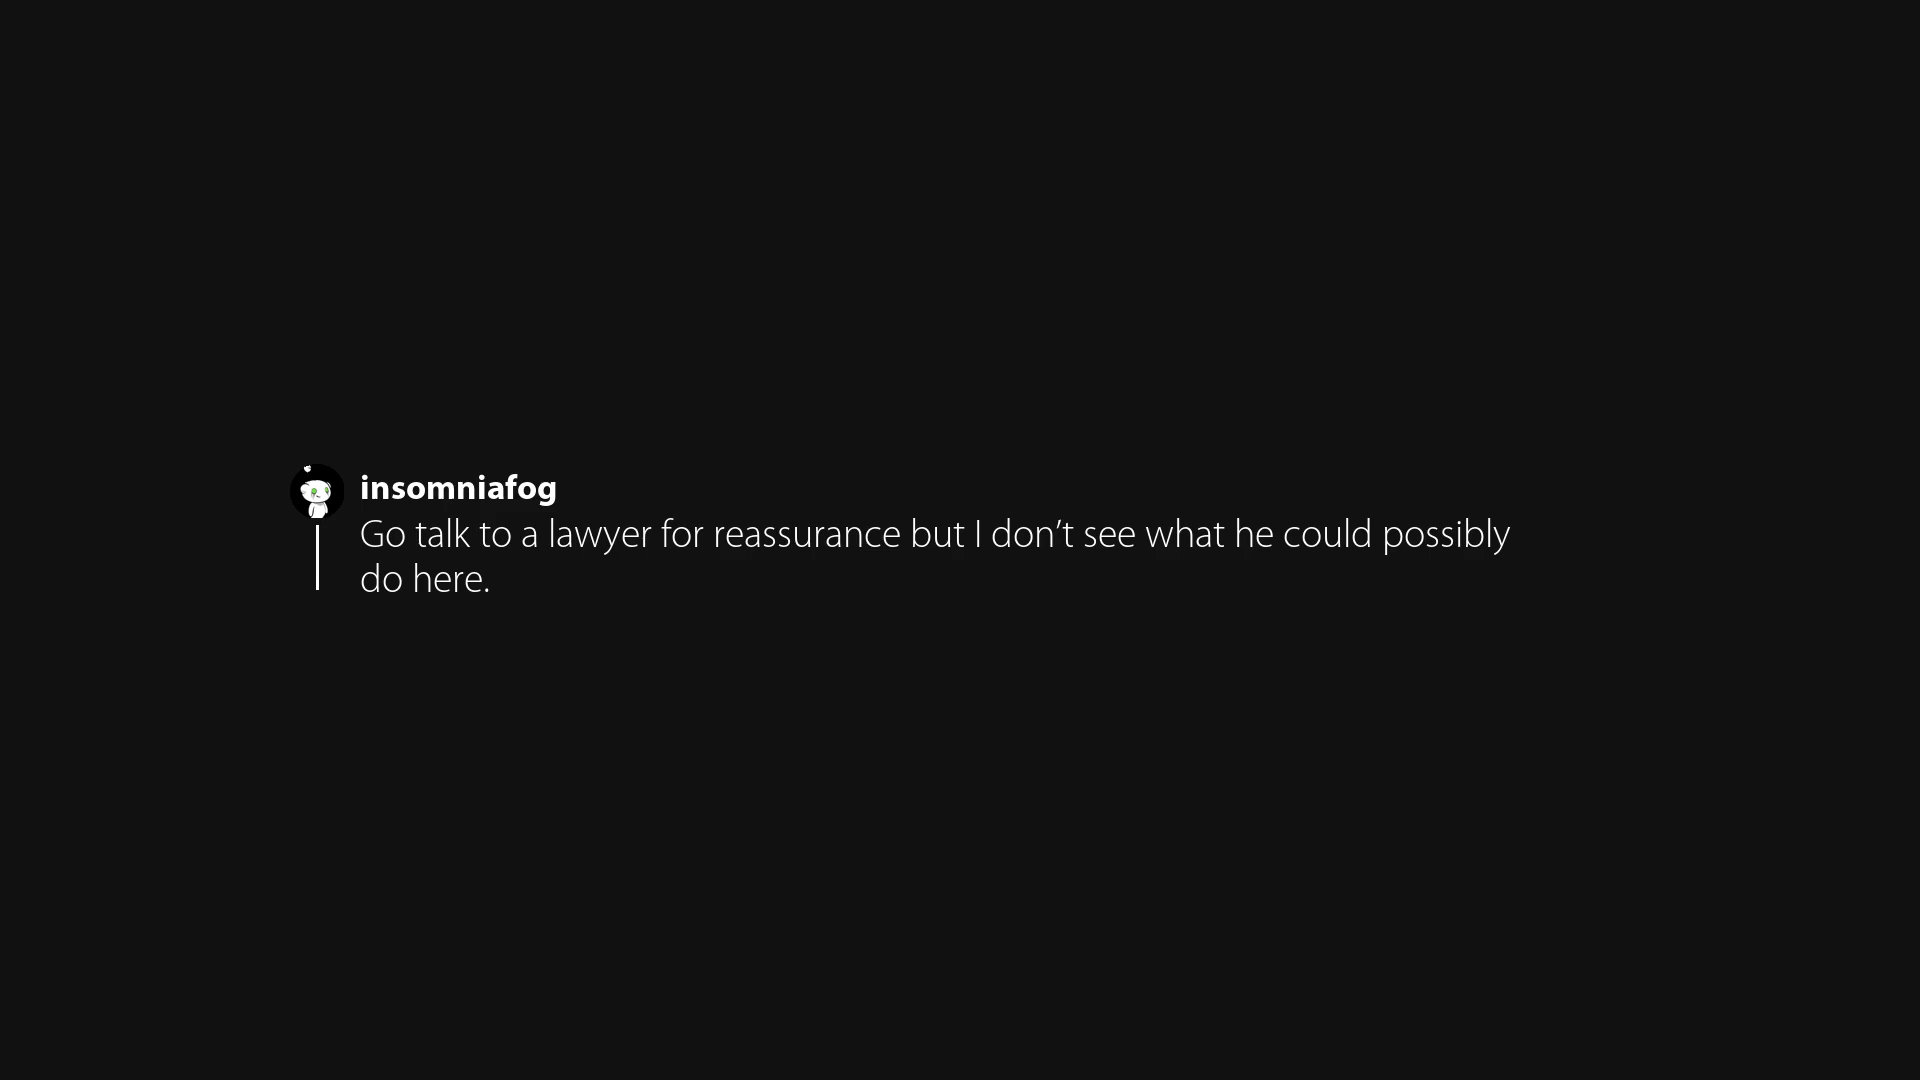 insomniafog
Go talk to a lawyer for reassurance but I don’t see what he could possibly
do here.